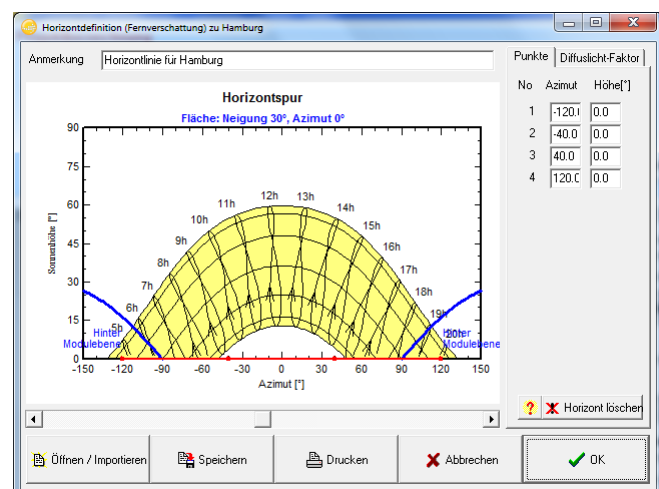 Horizontdefinition (Fernverschattung) zu Hamburg
Anmerkung Horizontlinie für Hamburg
Punkte Diffuslicht-Faktor
No Azimut Höhe[°]
1 -120.( 0.0
2 -40.0 0.0
3 40.0 0.0
4 120.0 0.0
Horizontspur
Fläche: Neigung 30°, Azimut 0°
Sonnenhöhe [°]
90
75
60
45
30
15
0
5h 6h 7h 8h 9h 10h 11h 12h 13h 14h 15h 16h 17h 18h 19h 20h
Hinter
Modulebene
Hinter
Modulebene
-150 -120 -90 -60 -30 0 30 60 90 120 150
Azimut [°]
? Horizont löschen
Öffnen / Importieren Speichern Drucken Abbrechen OK